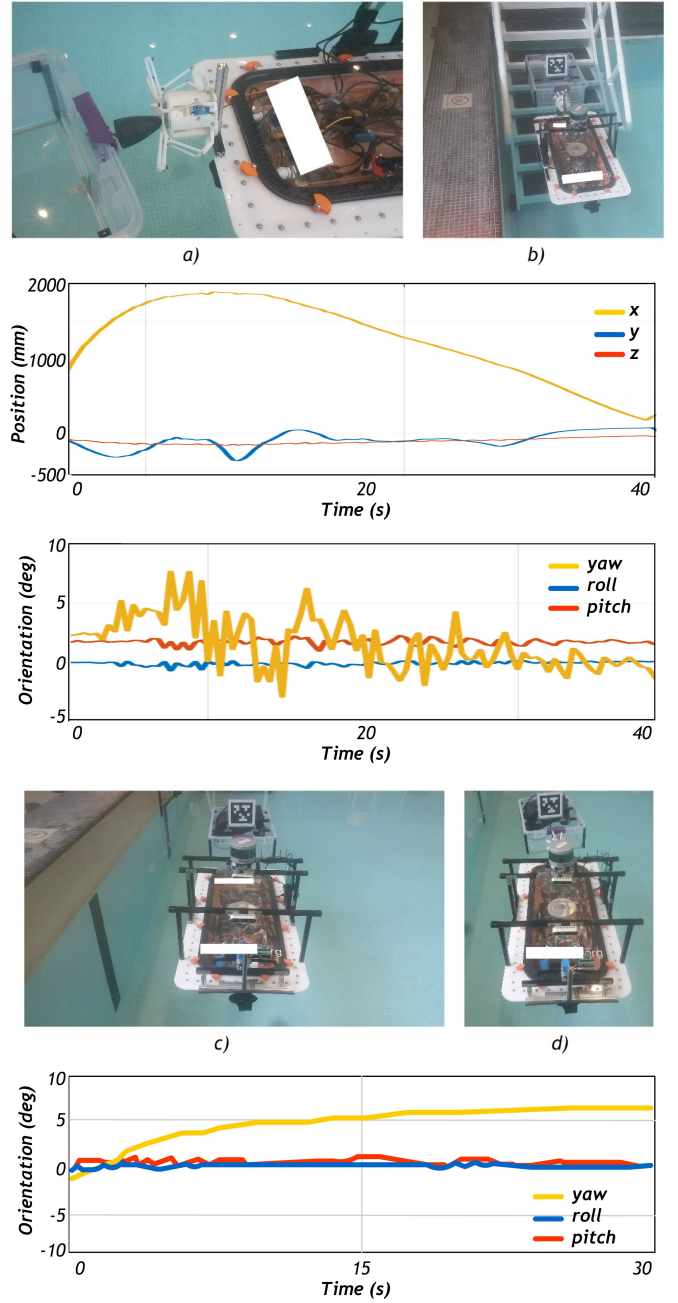 a)
b)
2000
1000
0
-500
Position (mm)
x
y
z
0
20
40
Time (s)
10
5
0
-5
Orientation (deg)
yaw
roll
pitch
0
20
40
Time (s)
c)
d)
10
5
0
-5
-10
Orientation (deg)
yaw
roll
pitch
0
15
30
Time (s)